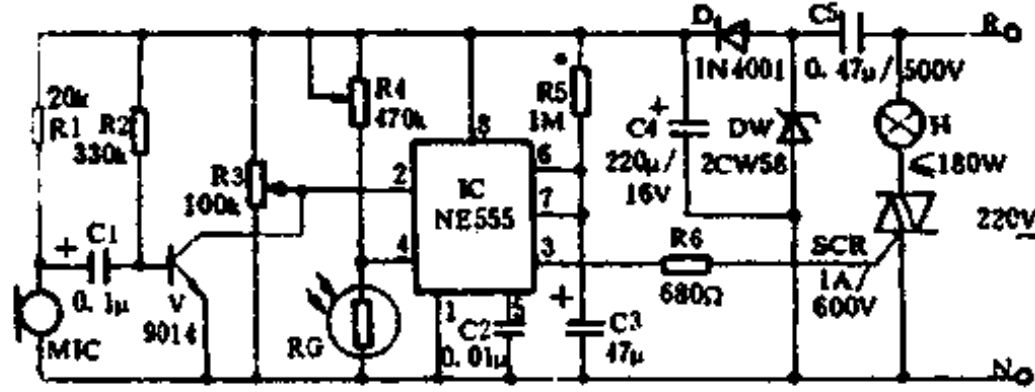 D
C5
R
1N4001
0.47μ/500V
20k
R1
R2
330k
R4
470k
R5
1M
C4
220μ/
16V
DW
2CW58
H
≤180W
8
6
R3
100k
2
IC
NE555
7
220V
C1
0.1μ
4
3
R6
680Ω
SCR
1A/
600V
V
9014
MIC
RG
1
5
C2
0.01μ
C3
47μ
N